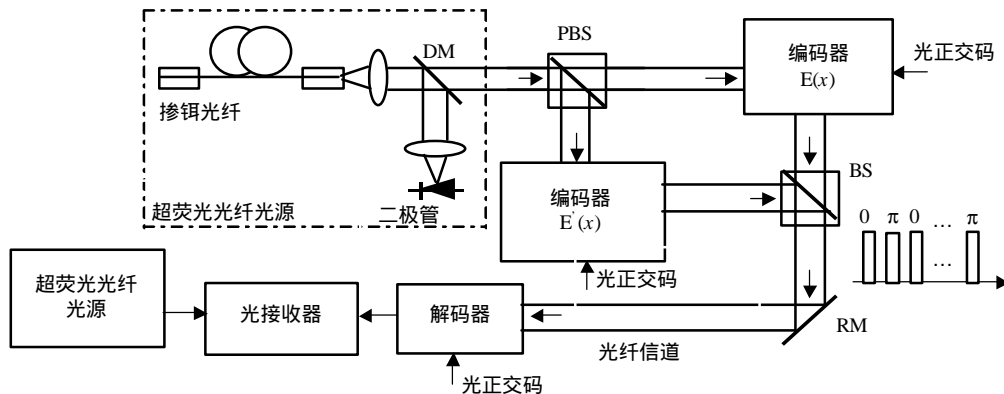 DM
掺铒光纤
超荧光光纤光源
二极管
PBS
编码器
E(x)
光正交码
编码器
E'(x)
光正交码
BS
0 π 0 … π
…
RM
超荧光光纤
光源
光接收器
解码器
光纤信道
光正交码